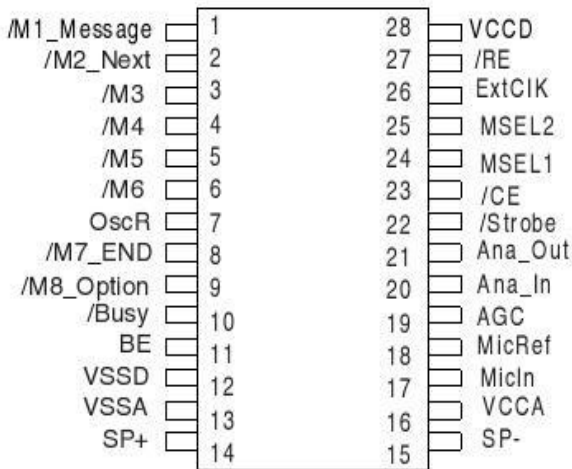 /M1_Message 1 28 VCCD
/M2_Next 2 27 /RE
/M3 3 26 ExtClK
/M4 4 25 MSEL2
/M5 5 24 MSEL1
/M6 6 23 /CE
OscR 7 22 /Strobe
/M7_END 8 21 Ana_Out
/M8_Option 9 20 Ana_In
/Busy 10 19 AGC
BE 11 18 MicRef
VSSD 12 17 MicIn
VSSA 13 16 VCCA
SP+ 14 15 SP-